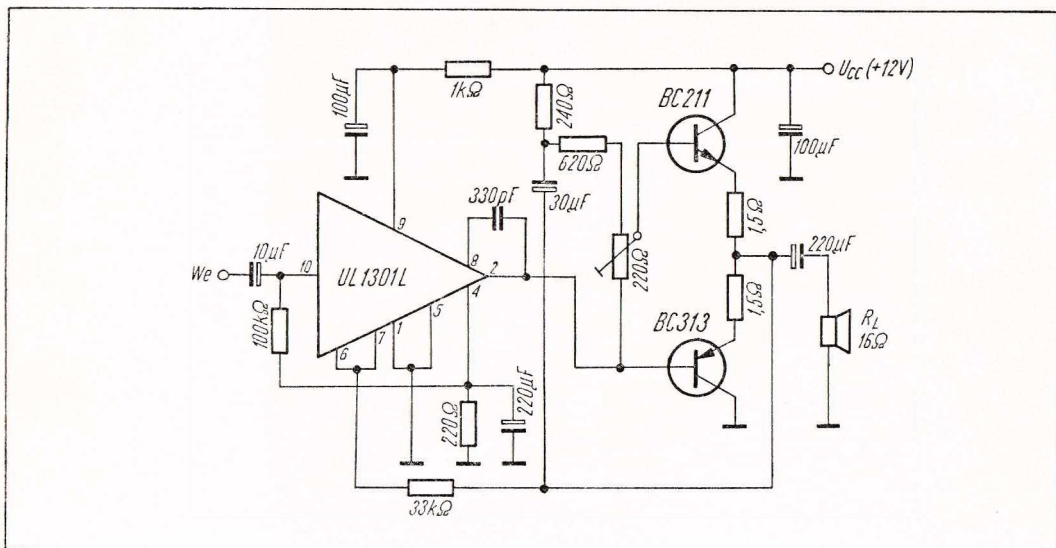 100µF
1kΩ
UCC (+12V)
240Ω
BC211
620Ω
100µF
330pF
30µF
9
8
2
4
10µF
We
10
UL1301L
5
1
7
6
100kΩ
220Ω
1,5Ω
220µF
1,5Ω
BC313
RL
16Ω
220Ω
220µF
33kΩ